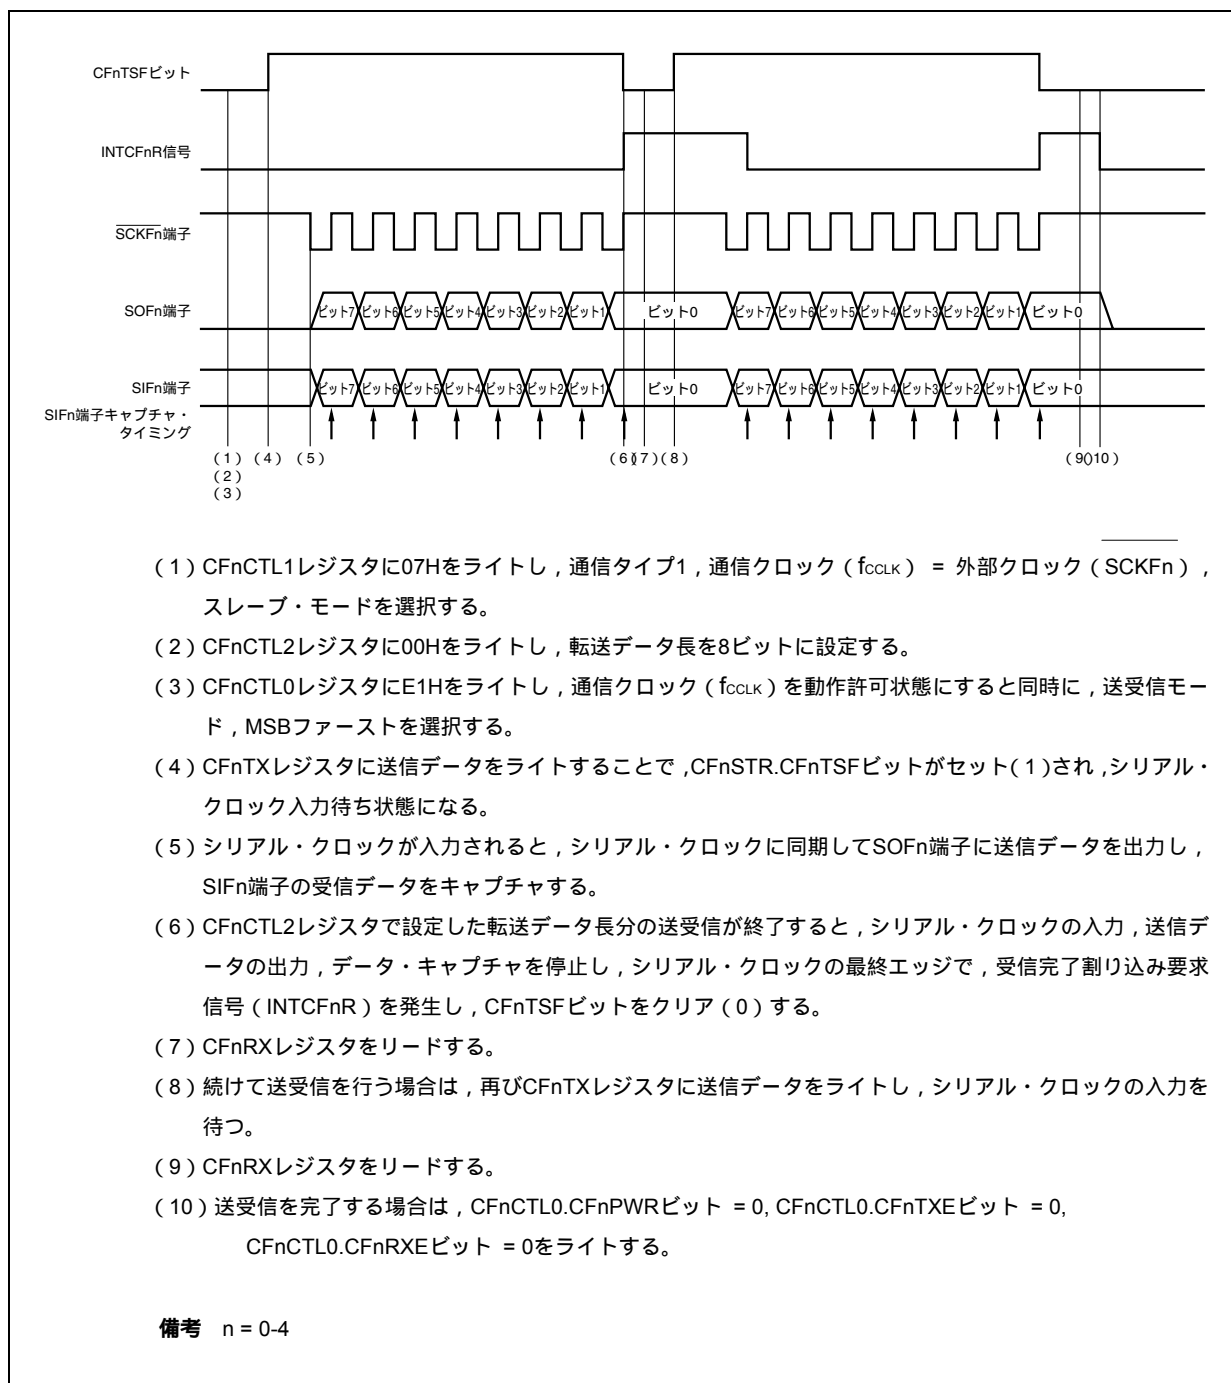 CFnTSFビット
INTCFnR信号
SCKFn端子
SOFn端子
ビット7 ビット6 ビット5 ビット4 ビット3 ビット2 ビット1 ビット0 ビット7 ビット6 ビット5 ビット4 ビット3 ビット2 ビット1 ビット0
SIFn端子
ビット7 ビット6 ビット5 ビット4 ビット3 ビット2 ビット1 ビット0 ビット7 ビット6 ビット5 ビット4 ビット3 ビット2 ビット1 ビット0
SIFn端子キャプチャ・
タイミング
(1) (4) (5) (6)(7)(8) (9)(10)
(2)
(3)
(1)CFnCTL1レジスタに07Hをライトし,通信タイプ1,通信クロック(fCCLK) = 外部クロック(SCKFn),
スレーブ・モードを選択する。
(2)CFnCTL2レジスタに00Hをライトし,転送データ長を8ビットに設定する。
(3)CFnCTL0レジスタにE1Hをライトし,通信クロック(fCCLK)を動作許可状態にすると同時に,送受信モー
ド,MSBファーストを選択する。
(4)CFnTXレジスタに送信データをライトすることで,CFnSTR.CFnTSFビットがセット(1)され,シリアル・
クロック入力待ち状態になる。
(5)シリアル・クロックが入力されると,シリアル・クロックに同期してSOFn端子に送信データを出力し,
SIFn端子の受信データをキャプチャする。
(6)CFnCTL2レジスタで設定した転送データ長分の送受信が終了すると,シリアル・クロックの入力,送信デ
ータの出力,データ・キャプチャを停止し,シリアル・クロックの最終エッジで,受信完了割り込み要求
信号(INTCFnR)を発生し,CFnTSFビットをクリア(0)する。
(7)CFnRXレジスタをリードする。
(8)続けて送受信を行う場合は,再びCFnTXレジスタに送信データをライトし,シリアル・クロックの入力を
待つ。
(9)CFnRXレジスタをリードする。
(10)送受信を完了する場合は,CFnCTL0.CFnPWRビット = 0, CFnCTL0.CFnTXEビット = 0,
CFnCTL0.CFnRXEビット = 0をライトする。
備考 n = 0-4